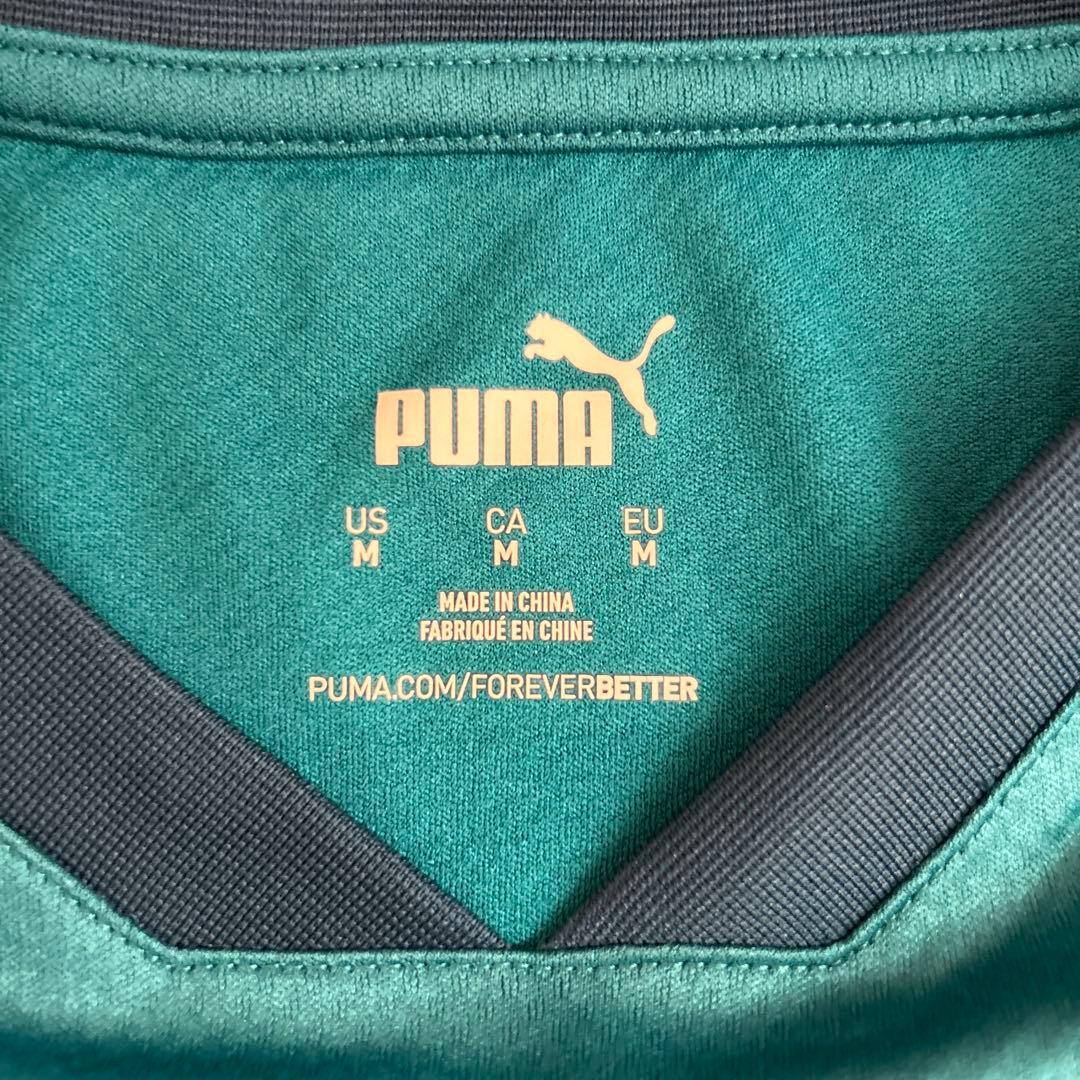 PUMA
US CA EU
M M M
MADE IN CHINA
FABRIQUÉ EN CHINE
PUMA.COM/FOREVERBETTER